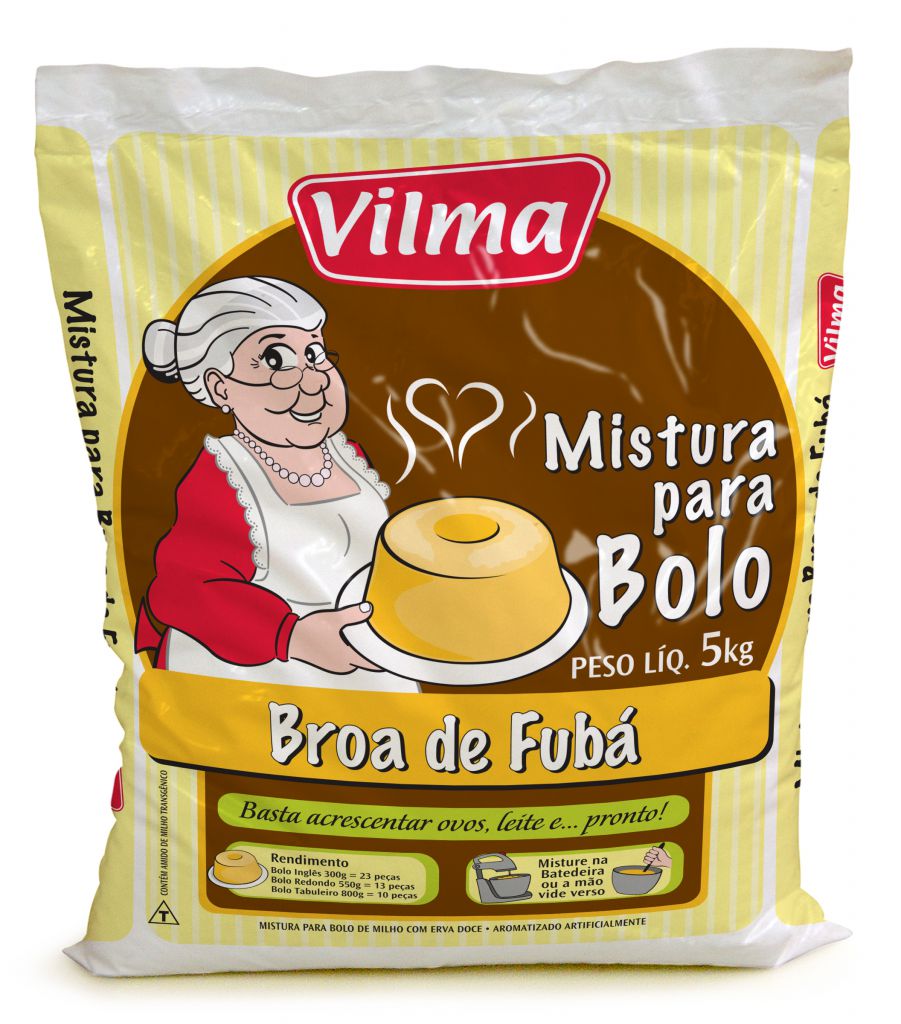 Vilma
Mistura
para
Bolo
PESO LÍQ. 5kg
Broa de Fubá
Basta acrescentar ovos, leite e... pronto!
Rendimento
Bolo Inglês 300g = 23 peças
Bolo Redondo 550g = 13 peças
Bolo Tabuleiro 800g = 10 peças
Misture na
Batedeira
ou a mão
vide verso
MISTURA PARA BOLO DE MILHO COM ERVA DOCE • AROMATIZADO ARTIFICIALMENTE
CONTÉM AMIDO DE MILHO TRANSGÊNICO
T
Mistura para
Vilma